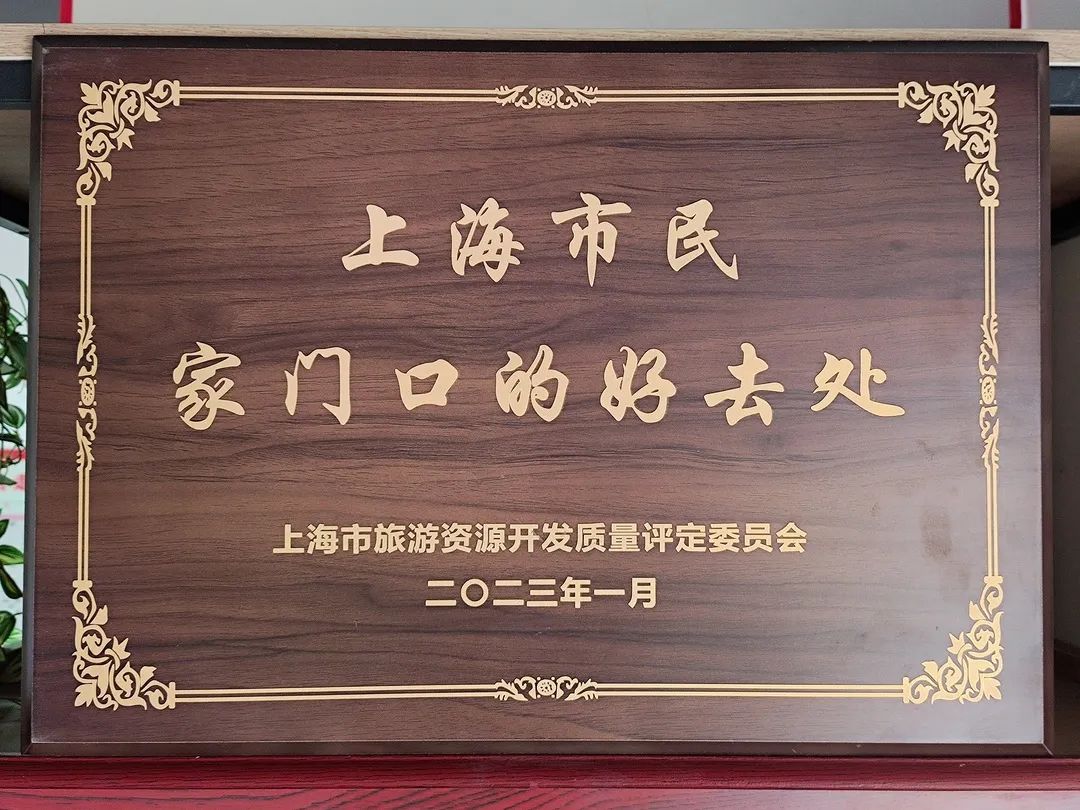 上海市民
家门口的好去处
上海市旅游资源开发质量评定委员会
二〇二三年一月